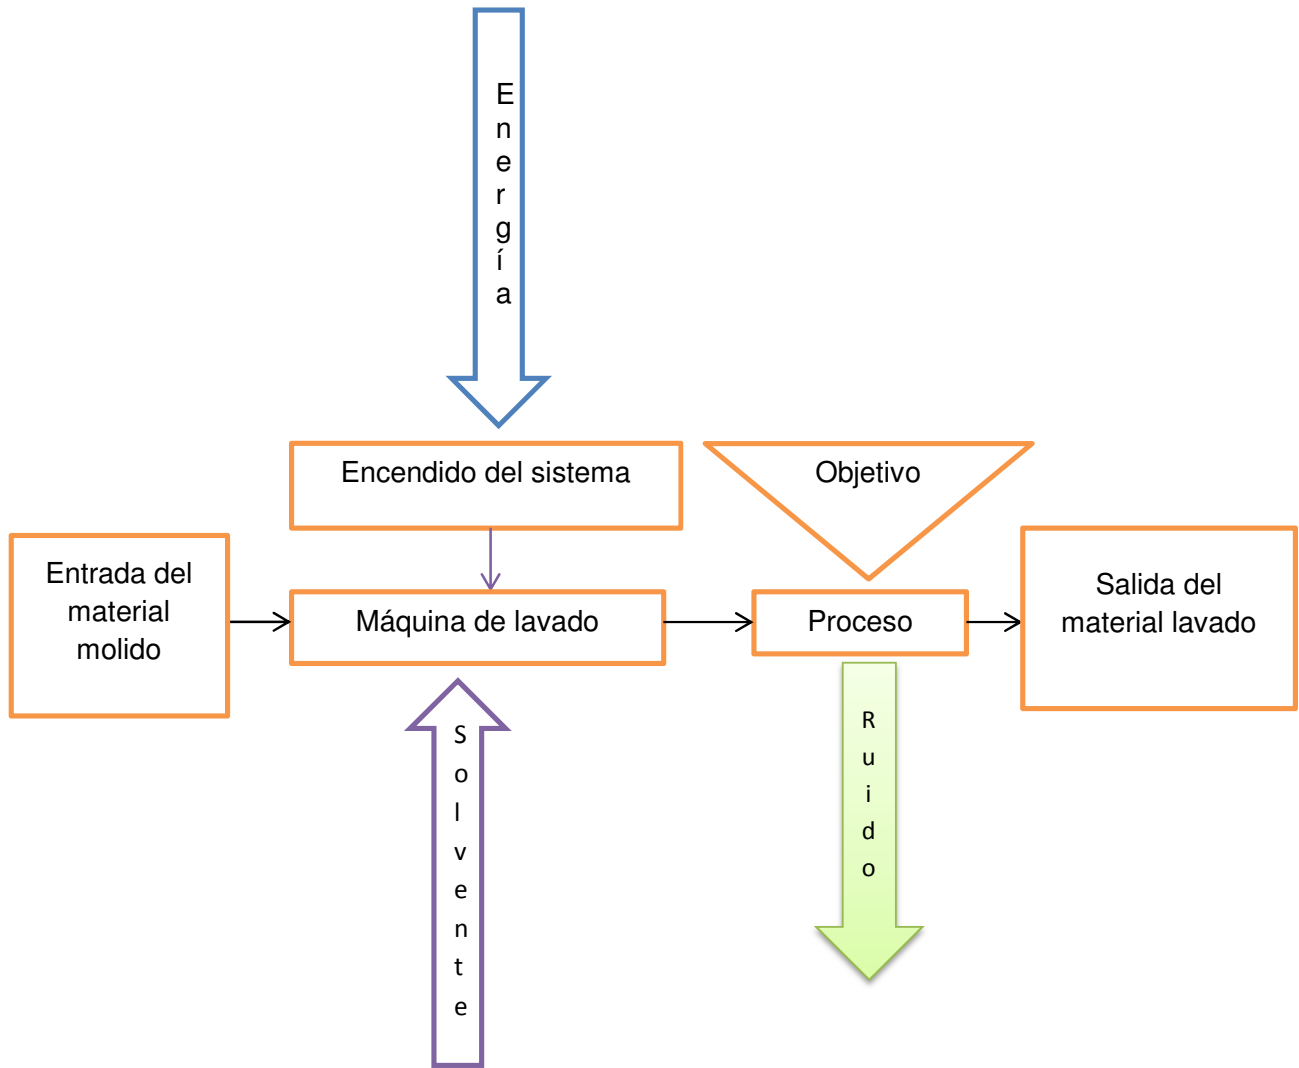 Energía
Encendido del sistema
Objetivo
Entrada del
material
molido
Máquina de lavado
Proceso
Salida del
material lavado
Solvente
Ruido